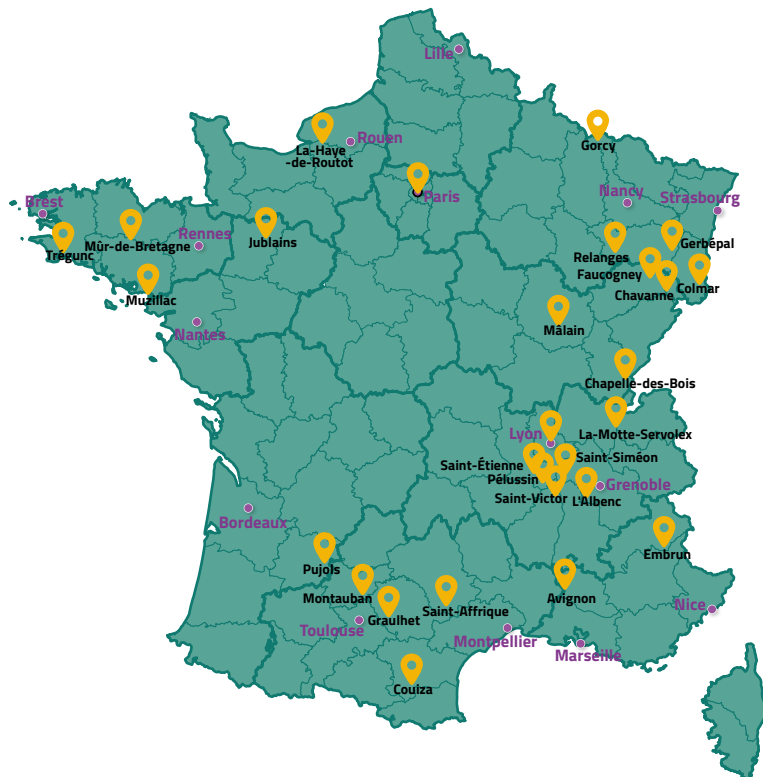 Lille
Rouen
La-Haye
-de-Routot
Gorcy
Paris
Nancy
Strasbourg
Brest
Rennes
Jublains
Mûr-de-Bretagne
Trégunc
Gerbépal
Relanges
Faucogney
Colmar
Chavanne
Muzillac
Nantes
Mâlain
Chapelle-des-Bois
Lyon
La-Motte-Servolex
Saint-Étienne
Saint-Siméon
Pélussin
Saint-Victor
L'Albenc
Grenoble
Bordeaux
Embrun
Pujols
Montauban
Avignon
Nice
Saint-Affrique
Graulhet
Toulouse
Montpellier
Marseille
Couiza